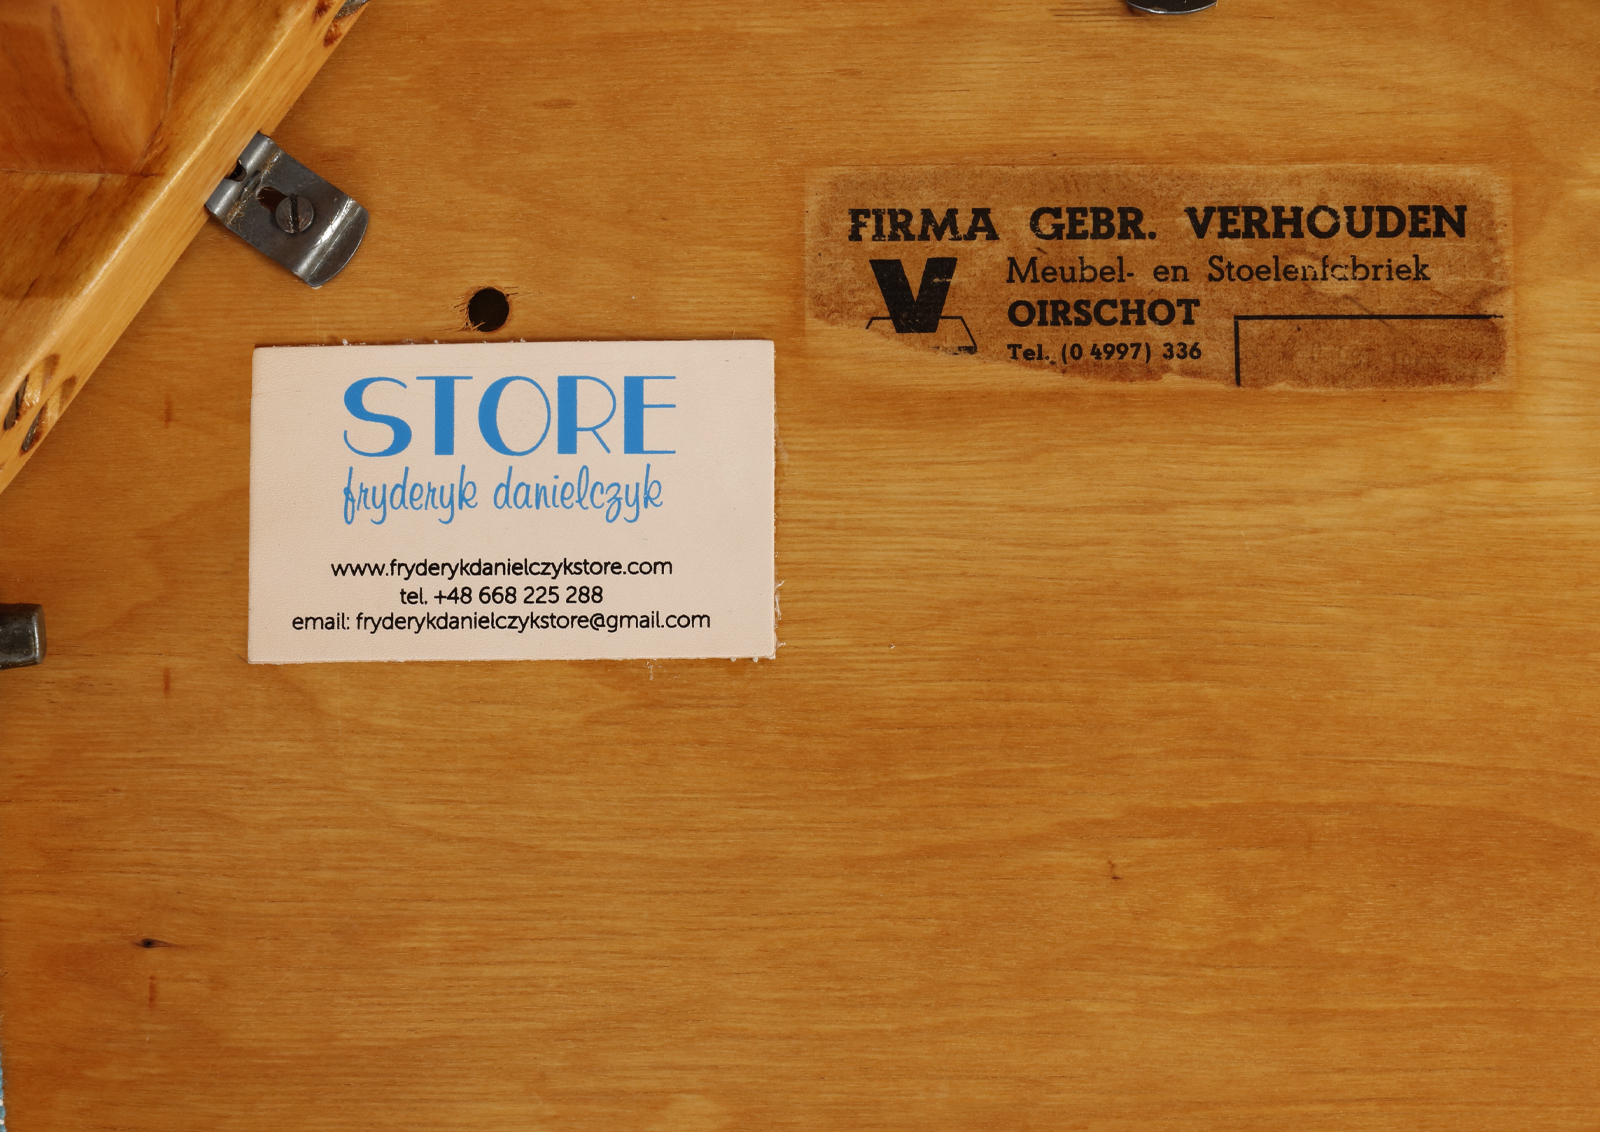 STORE
fryderyk danielczyk
www.fryderykdanielczykstore.com
tel. +48 668 225 288
email: fryderykdanielczykstore@gmail.com
FIRMA GEBR. VERHOUDEN
V
Meubel- en Stoelenfabriek
OIRSCHOT
Tel. (0 4997) 336